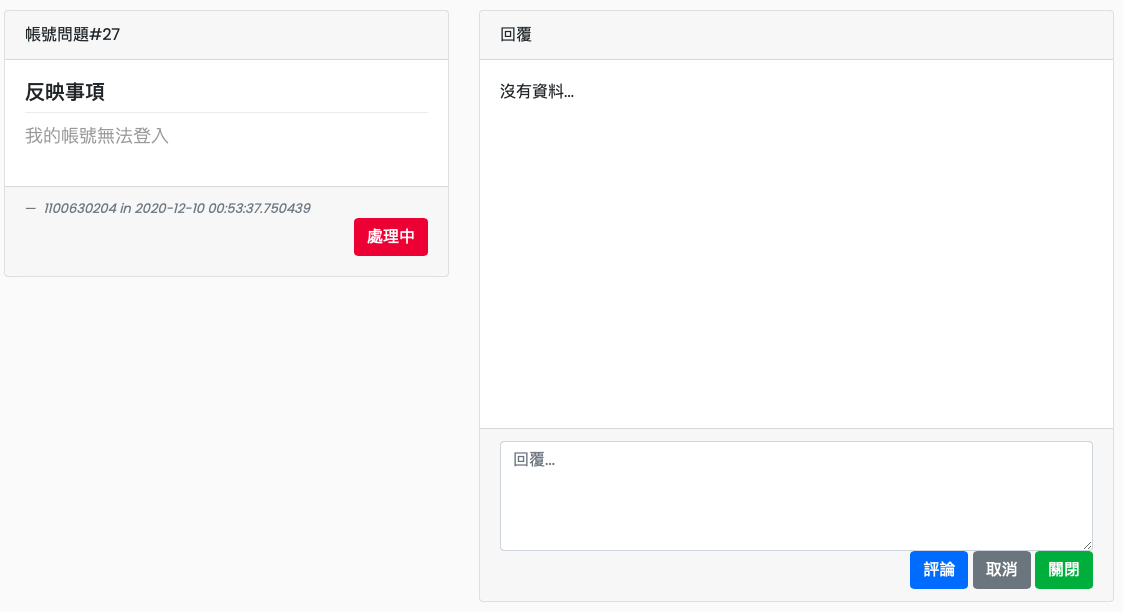 帳號問題#27
反映事項
我的帳號無法登入
— 1100630204 in 2020-12-10 00:53:37.750439
處理中
回覆
沒有資料...
回覆...
評論 取消 關閉